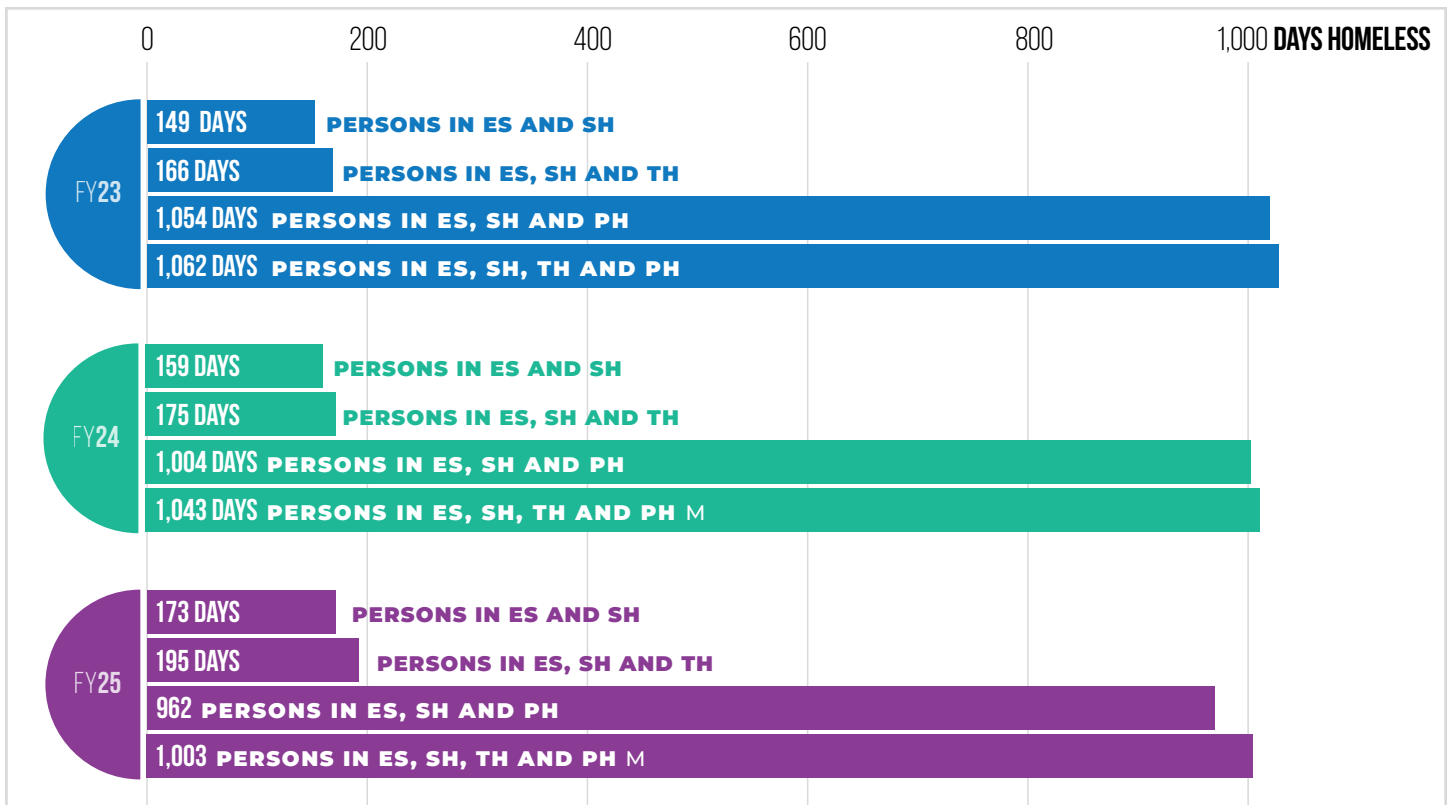 0 200 400 600 800 1,000 DAYS HOMELESS
149 DAYS PERSONS IN ES AND SH
166 DAYS PERSONS IN ES, SH AND TH
FY23
1,054 DAYS PERSONS IN ES, SH AND PH
1,062 DAYS PERSONS IN ES, SH, TH AND PH
159 DAYS PERSONS IN ES AND SH
175 DAYS PERSONS IN ES, SH AND TH
FY24
1,004 DAYS PERSONS IN ES, SH AND PH
1,043 DAYS PERSONS IN ES, SH, TH AND PH M
173 DAYS PERSONS IN ES AND SH
195 DAYS PERSONS IN ES, SH AND TH
FY25
962 PERSONS IN ES, SH AND PH
1,003 PERSONS IN ES, SH, TH AND PH M